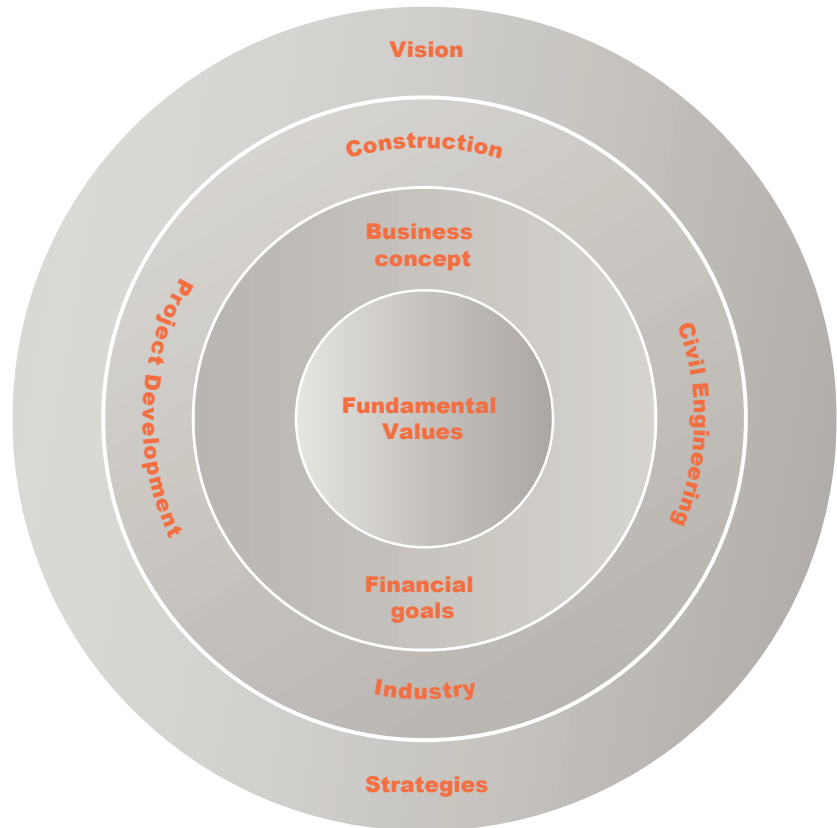 Vision
Construction
Business
concept
Project Development
Civil Engineering
Fundamental
Values
Financial
goals
Industry
Strategies